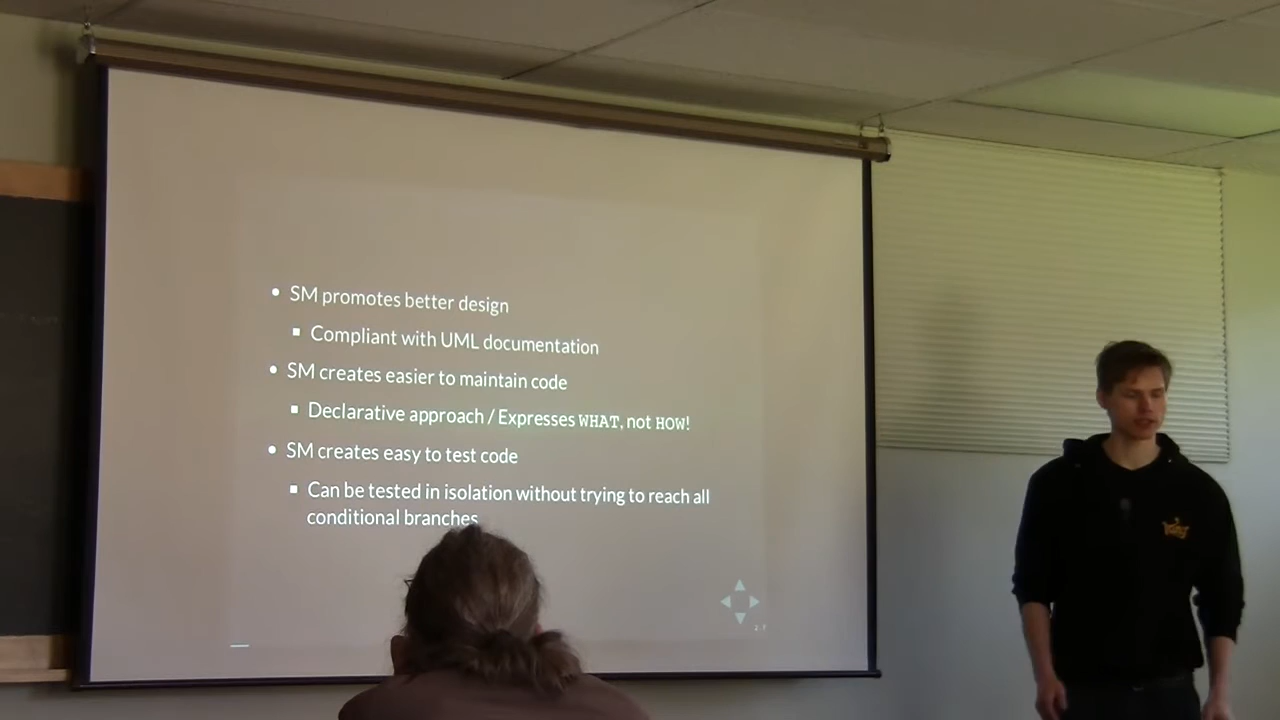 • SM promotes better design
▪ Compliant with UML documentation
• SM creates easier to maintain code
▪ Declarative approach / Expresses WHAT, not HOW!
• SM creates easy to test code
▪ Can be tested in isolation without trying to reach all
conditional branches